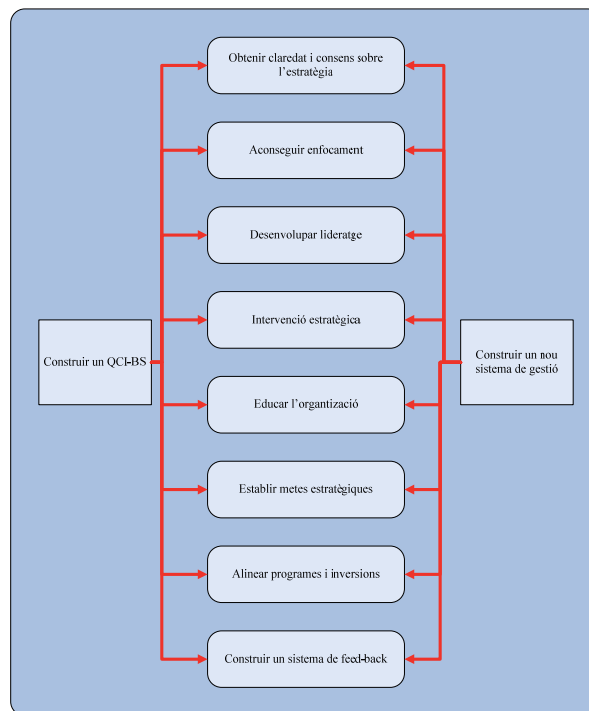 Obtenir claredat i consens sobre
l'estratègia
Aconseguir enfocament
Desenvolupar lideratge
Intervenció estratègica
Construir un QCI-BS
Construir un nou
sistema de gestió
Educar l'organtizació
Establir metes estratègiques
Alinear programes i inversions
Construir un sistema de feed-back